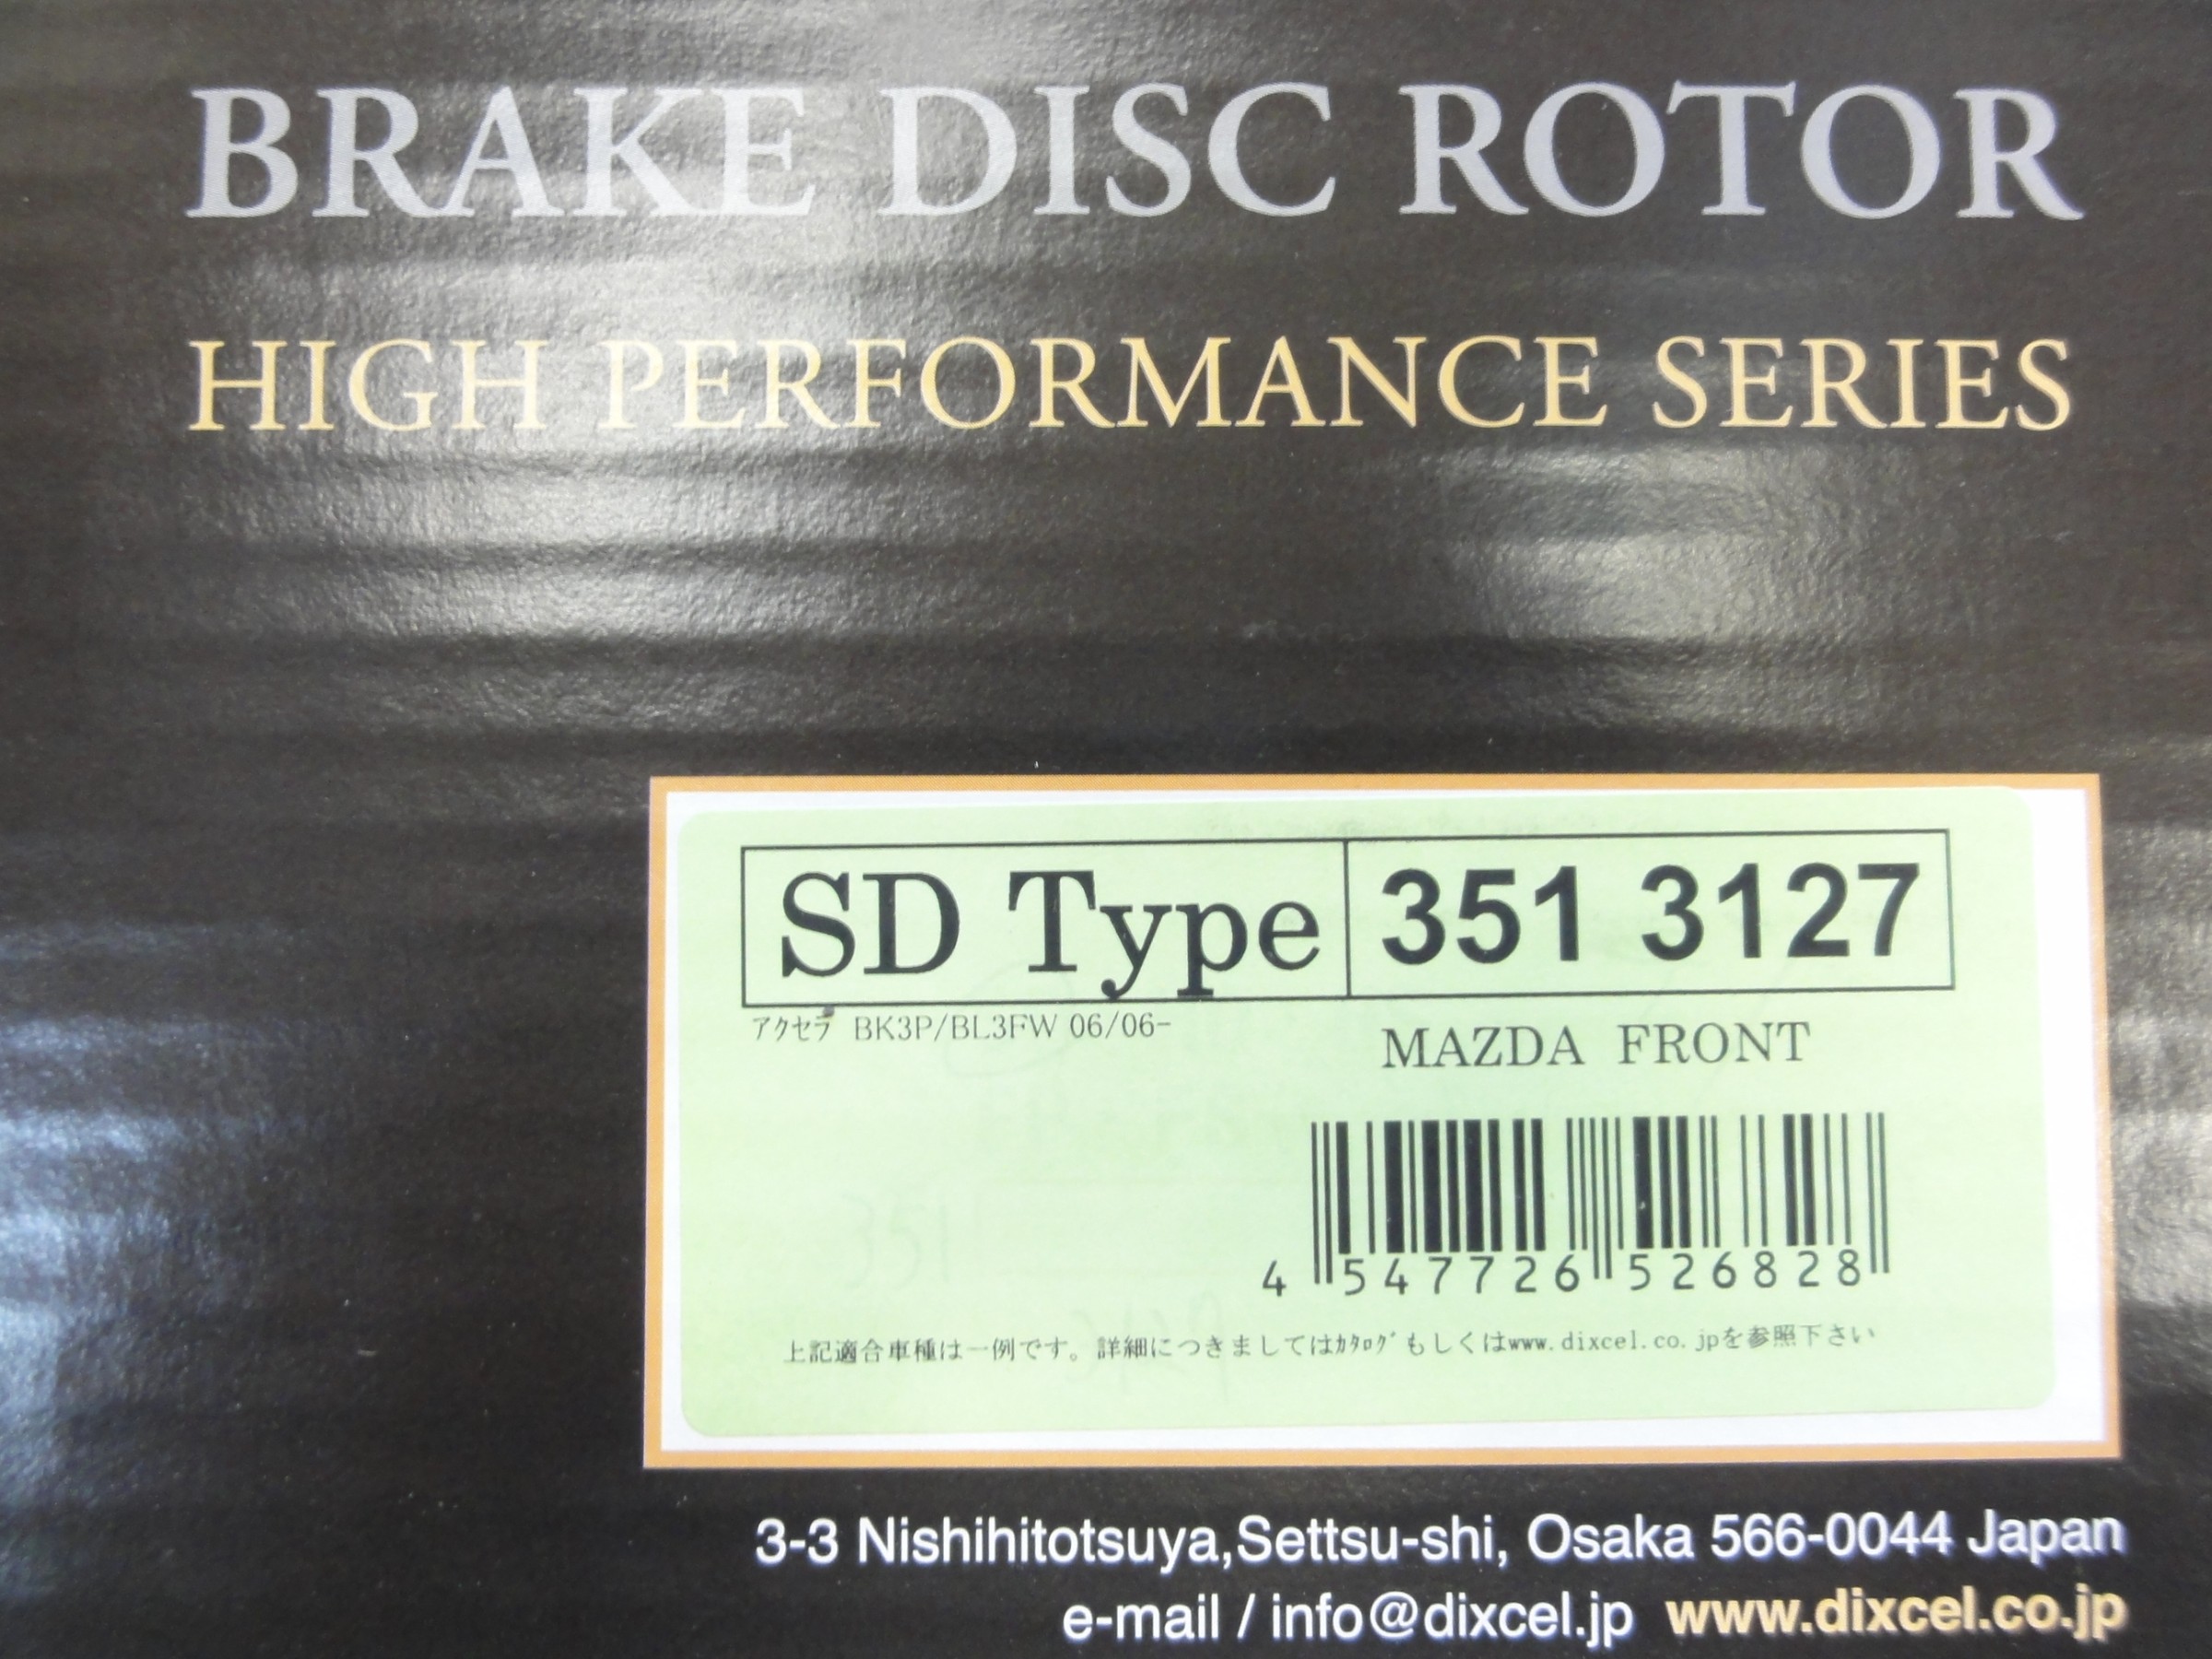 BRAKE DISC ROTOR
HIGH PERFORMANCE SERIES
SD Type 351 3127
アクセラ BK3P/BL3FW 06/06-
MAZDA FRONT
4 547726 526828
上記適合車種は一例です。詳細につきましてはカタログもしくはwww.dixcel.co.jpを参照下さい
3-3 Nishihitotsuya,Settsu-shi, Osaka 566-0044 Japan
e-mail / info@dixcel.jp www.dixcel.co.jp